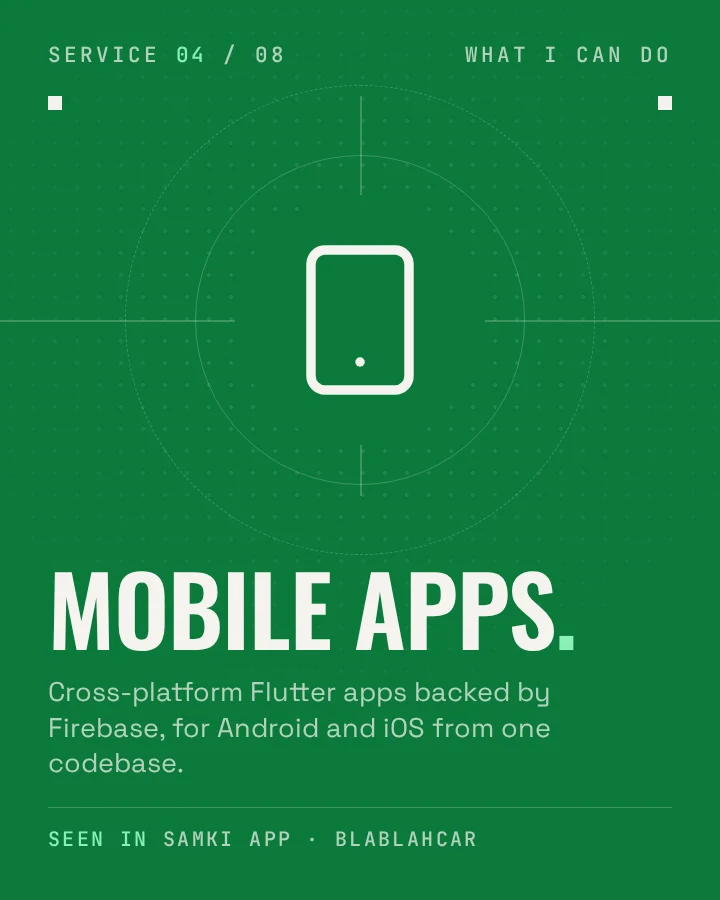 SERVICE 04 / 08
WHAT I CAN DO
MOBILE APPS.
Cross-platform Flutter apps backed by
Firebase, for Android and iOS from one
codebase.
SEEN IN SAMKI APP · BLABLAHCAR